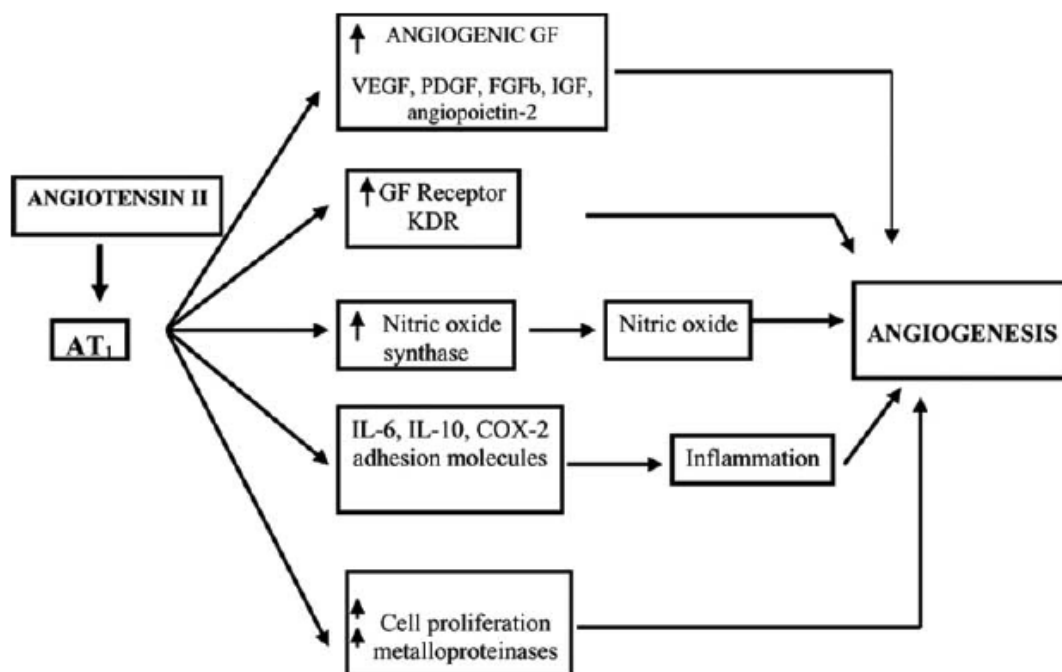 ANGIOGENIC GF
VEGF, PDGF, FGFb, IGF,
angiopoietin-2
ANGIOTENSIN II
GF Receptor
KDR
AT₁
Nitric oxide
synthase
Nitric oxide
ANGIOGENESIS
IL-6, IL-10, COX-2
adhesion molecules
Inflammation
Cell proliferation
metalloproteinases